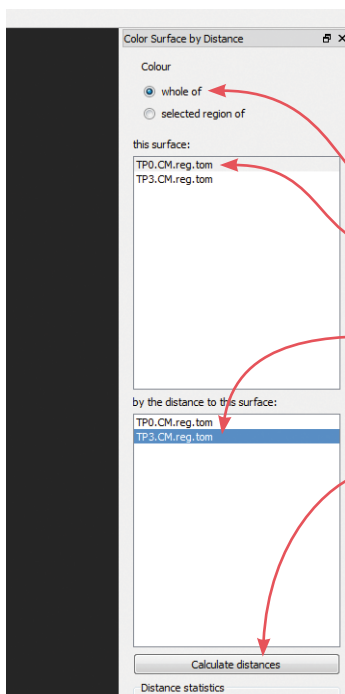 Color Surface by Distance
Colour
whole of
selected region of
this surface:
TP0.CM.reg.tom
TP3.CM.reg.tom
by the distance to this surface:
TP0.CM.reg.tom
TP3.CM.reg.tom
Calculate distances
Distance statistics